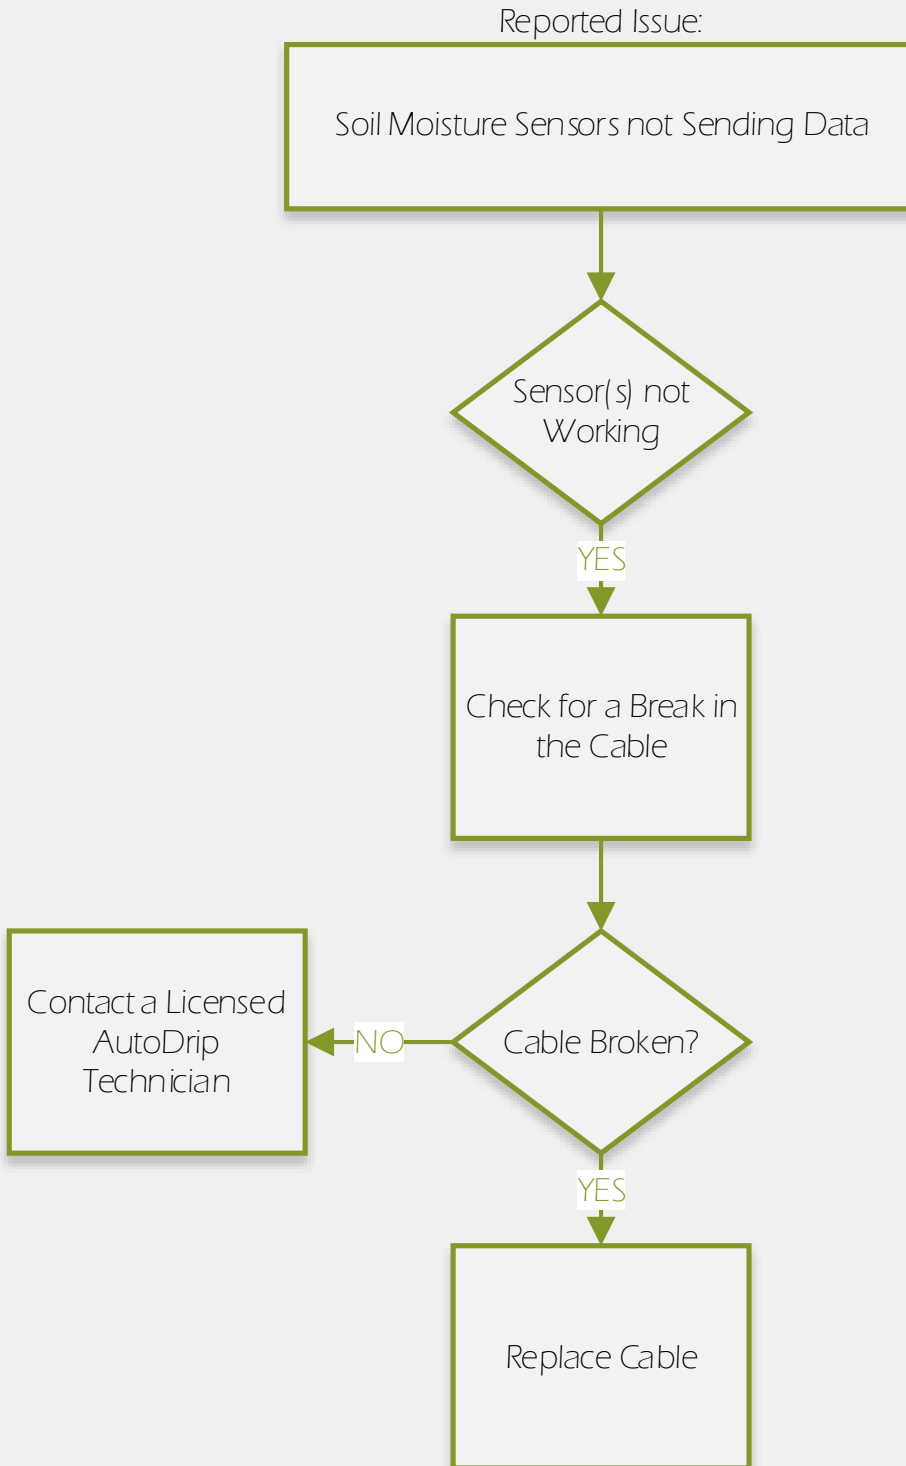 Reported Issue:
Soil Moisture Sensors not Sending Data
Sensor(s) not
Working
YES
Check for a Break in
the Cable
Contact a Licensed
AutoDrip
Technician
NO
Cable Broken?
YES
Replace Cable